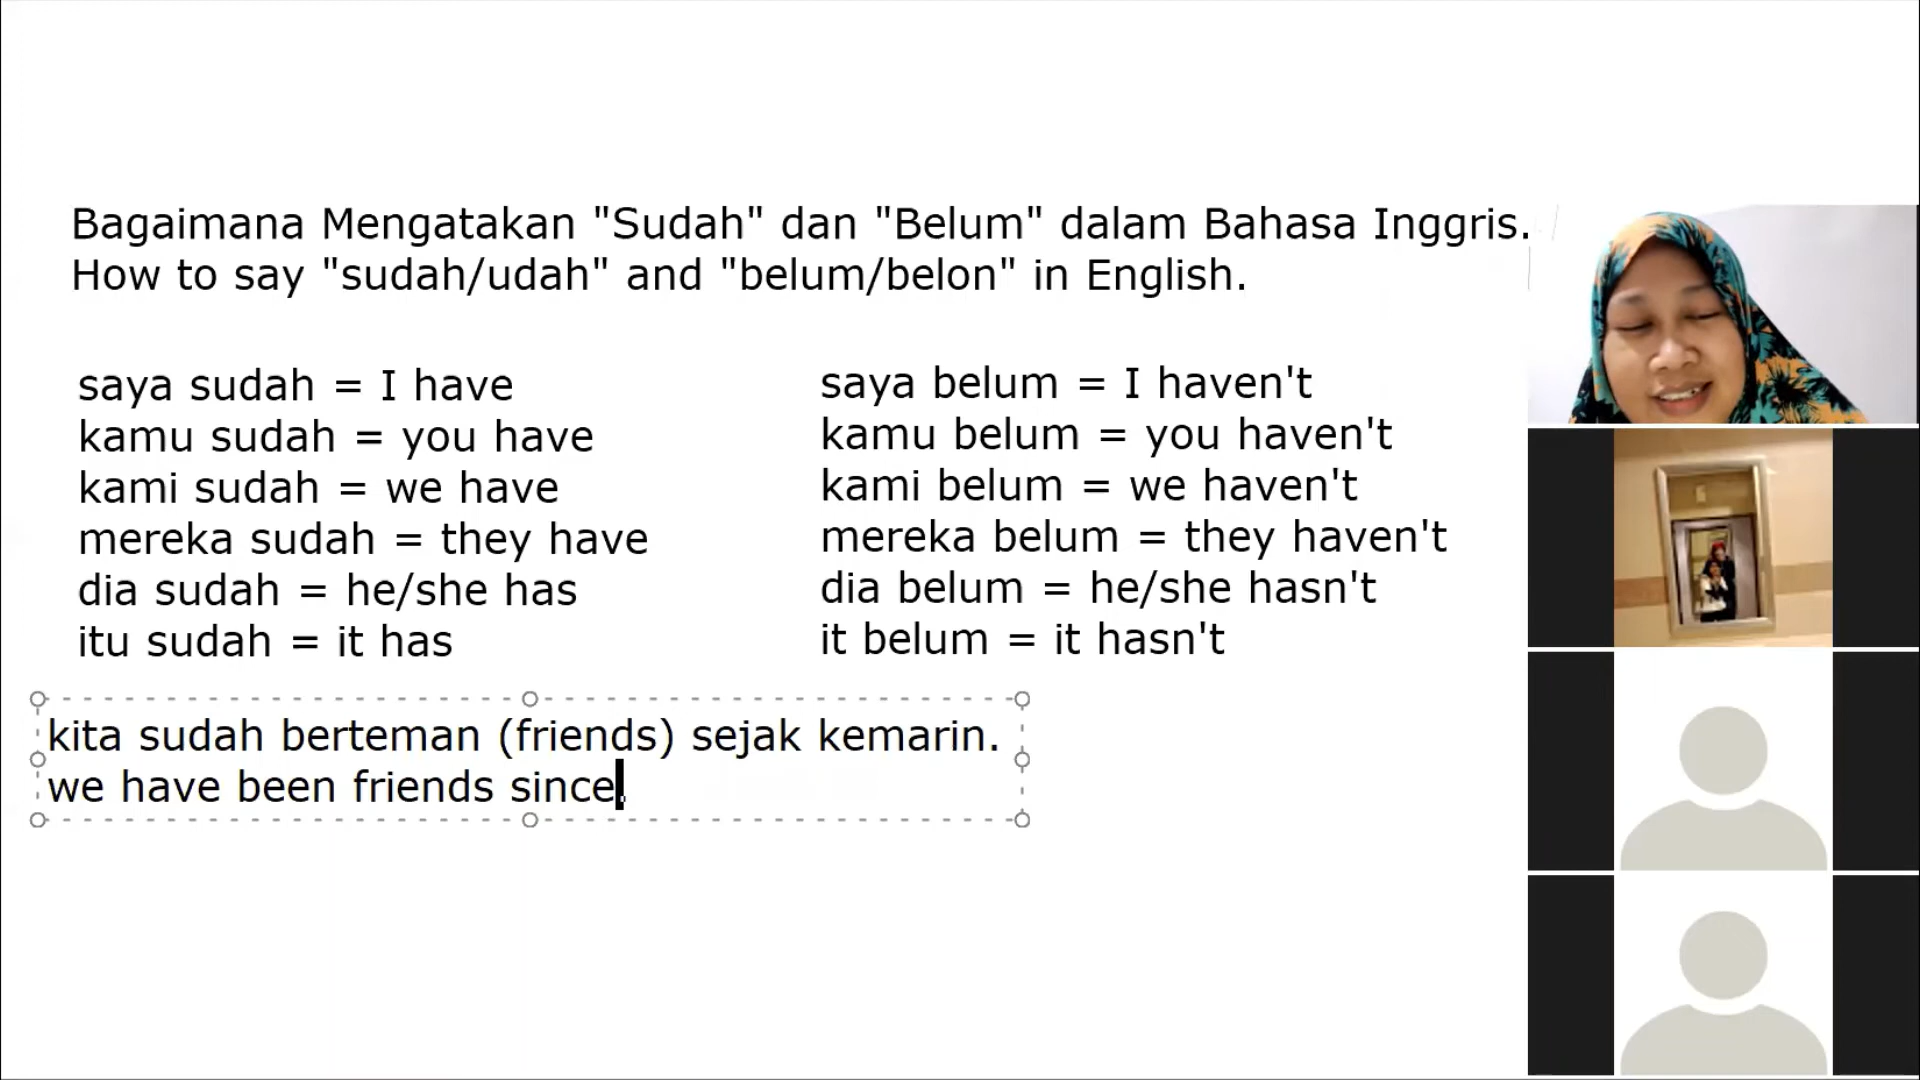 Bagaimana Mengatakan "Sudah" dan "Belum" dalam Bahasa Inggris.
How to say "sudah/udah" and "belum/belon" in English.
saya sudah = I have
kamu sudah = you have
kami sudah = we have
mereka sudah = they have
dia sudah = he/she has
itu sudah = it has
saya belum = I haven't
kamu belum = you haven't
kami belum = we haven't
mereka belum = they haven't
dia belum = he/she hasn't
it belum = it hasn't
kita sudah berteman (friends) sejak kemarin.
we have been friends since.